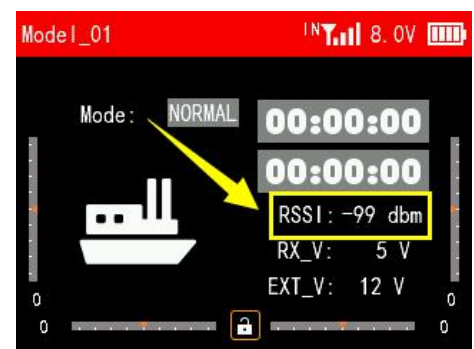 Model_01 IN 8.0V
Mode: NORMAL
00:00:00
00:00:00
RSSI: -99 dbm
RX_V: 5 V
EXT_V: 12 V
0 0
0 0